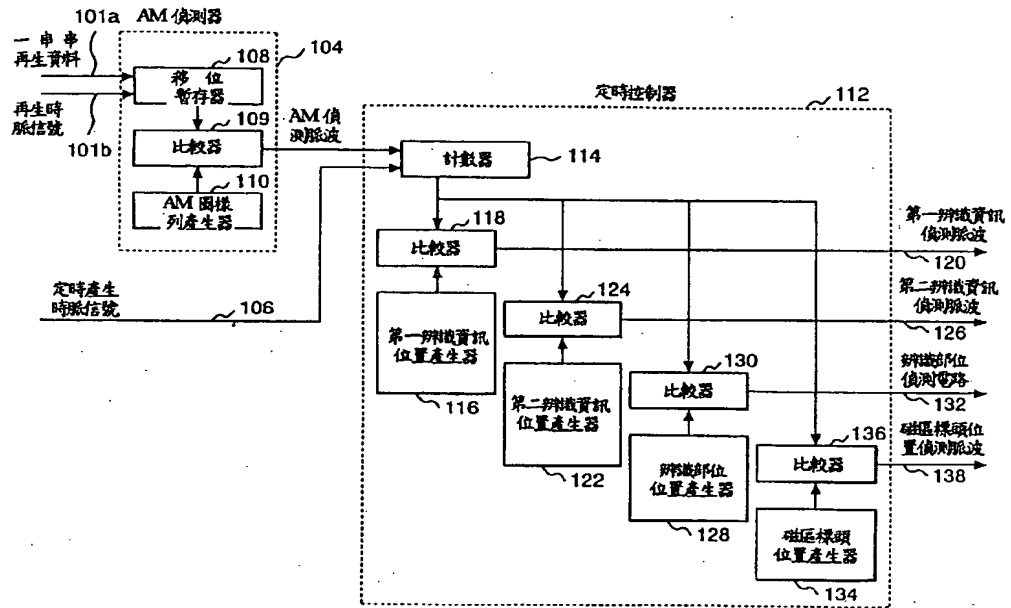 101a AM 偵測器
一串串
再生資料
104
108
移位
暫存器
再生時
脈信號
101b
109
比較器
AM 偵
測脈波
110
AM圖樣
列產生器
定時控制器
112
計數器
114
118
比較器
第一辨識資訊
偵測脈波
120
定時產生
時脈信號
106
124
比較器
第二辨識資訊
偵測脈波
126
第一辨識資訊
位置產生器
116
130
比較器
辨識部位
偵測電路
132
第二辨識資訊
位置產生器
122
136
比較器
磁區標頭位
置偵測脈波
138
辨識部位
位置產生器
128
磁區標頭
位置產生器
134